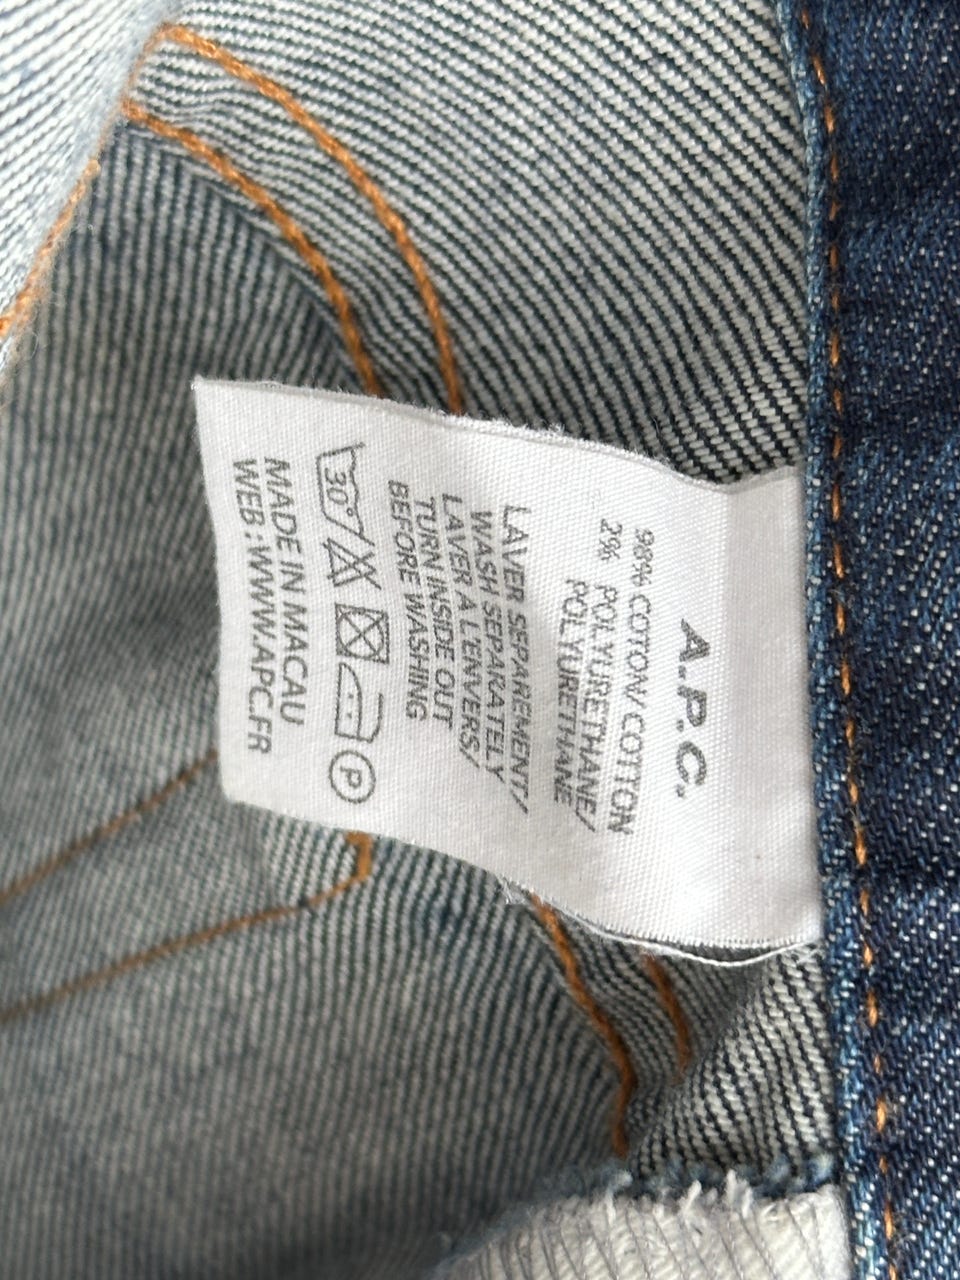 A.P.C.
98% COTON/ COTTON
2% POLYURETHANE/
POLYURETHANE
LAVER SEPAREMENT/
WASH SEPARATELY
LAVER A L'ENVERS/
TURN INSIDE OUT
BEFORE WASHING
30° P
MADE IN MACAU
WEB : WWW.APC.FR